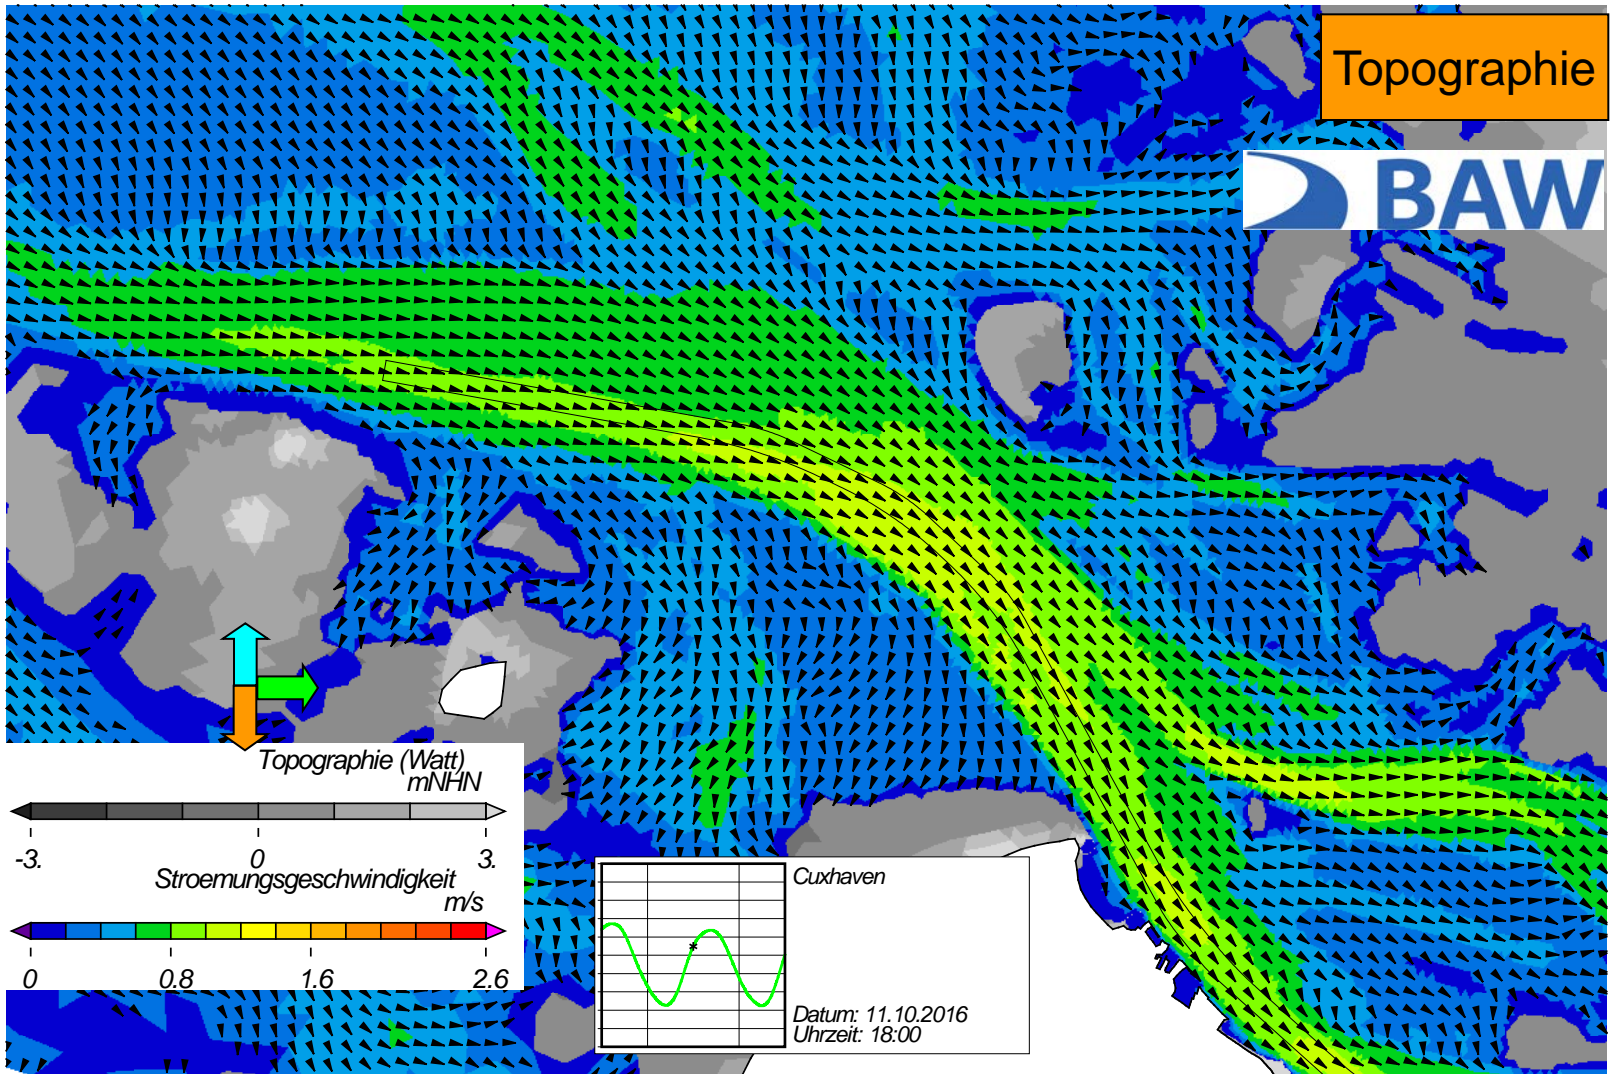 Topographie
BAW
Topographie (Watt)
mNHN
-3. 0 3.
Stroemungsgeschwindigkeit
m/s
0 0.8 1.6 2.6
Cuxhaven
Datum: 11.10.2016
Uhrzeit: 18:00